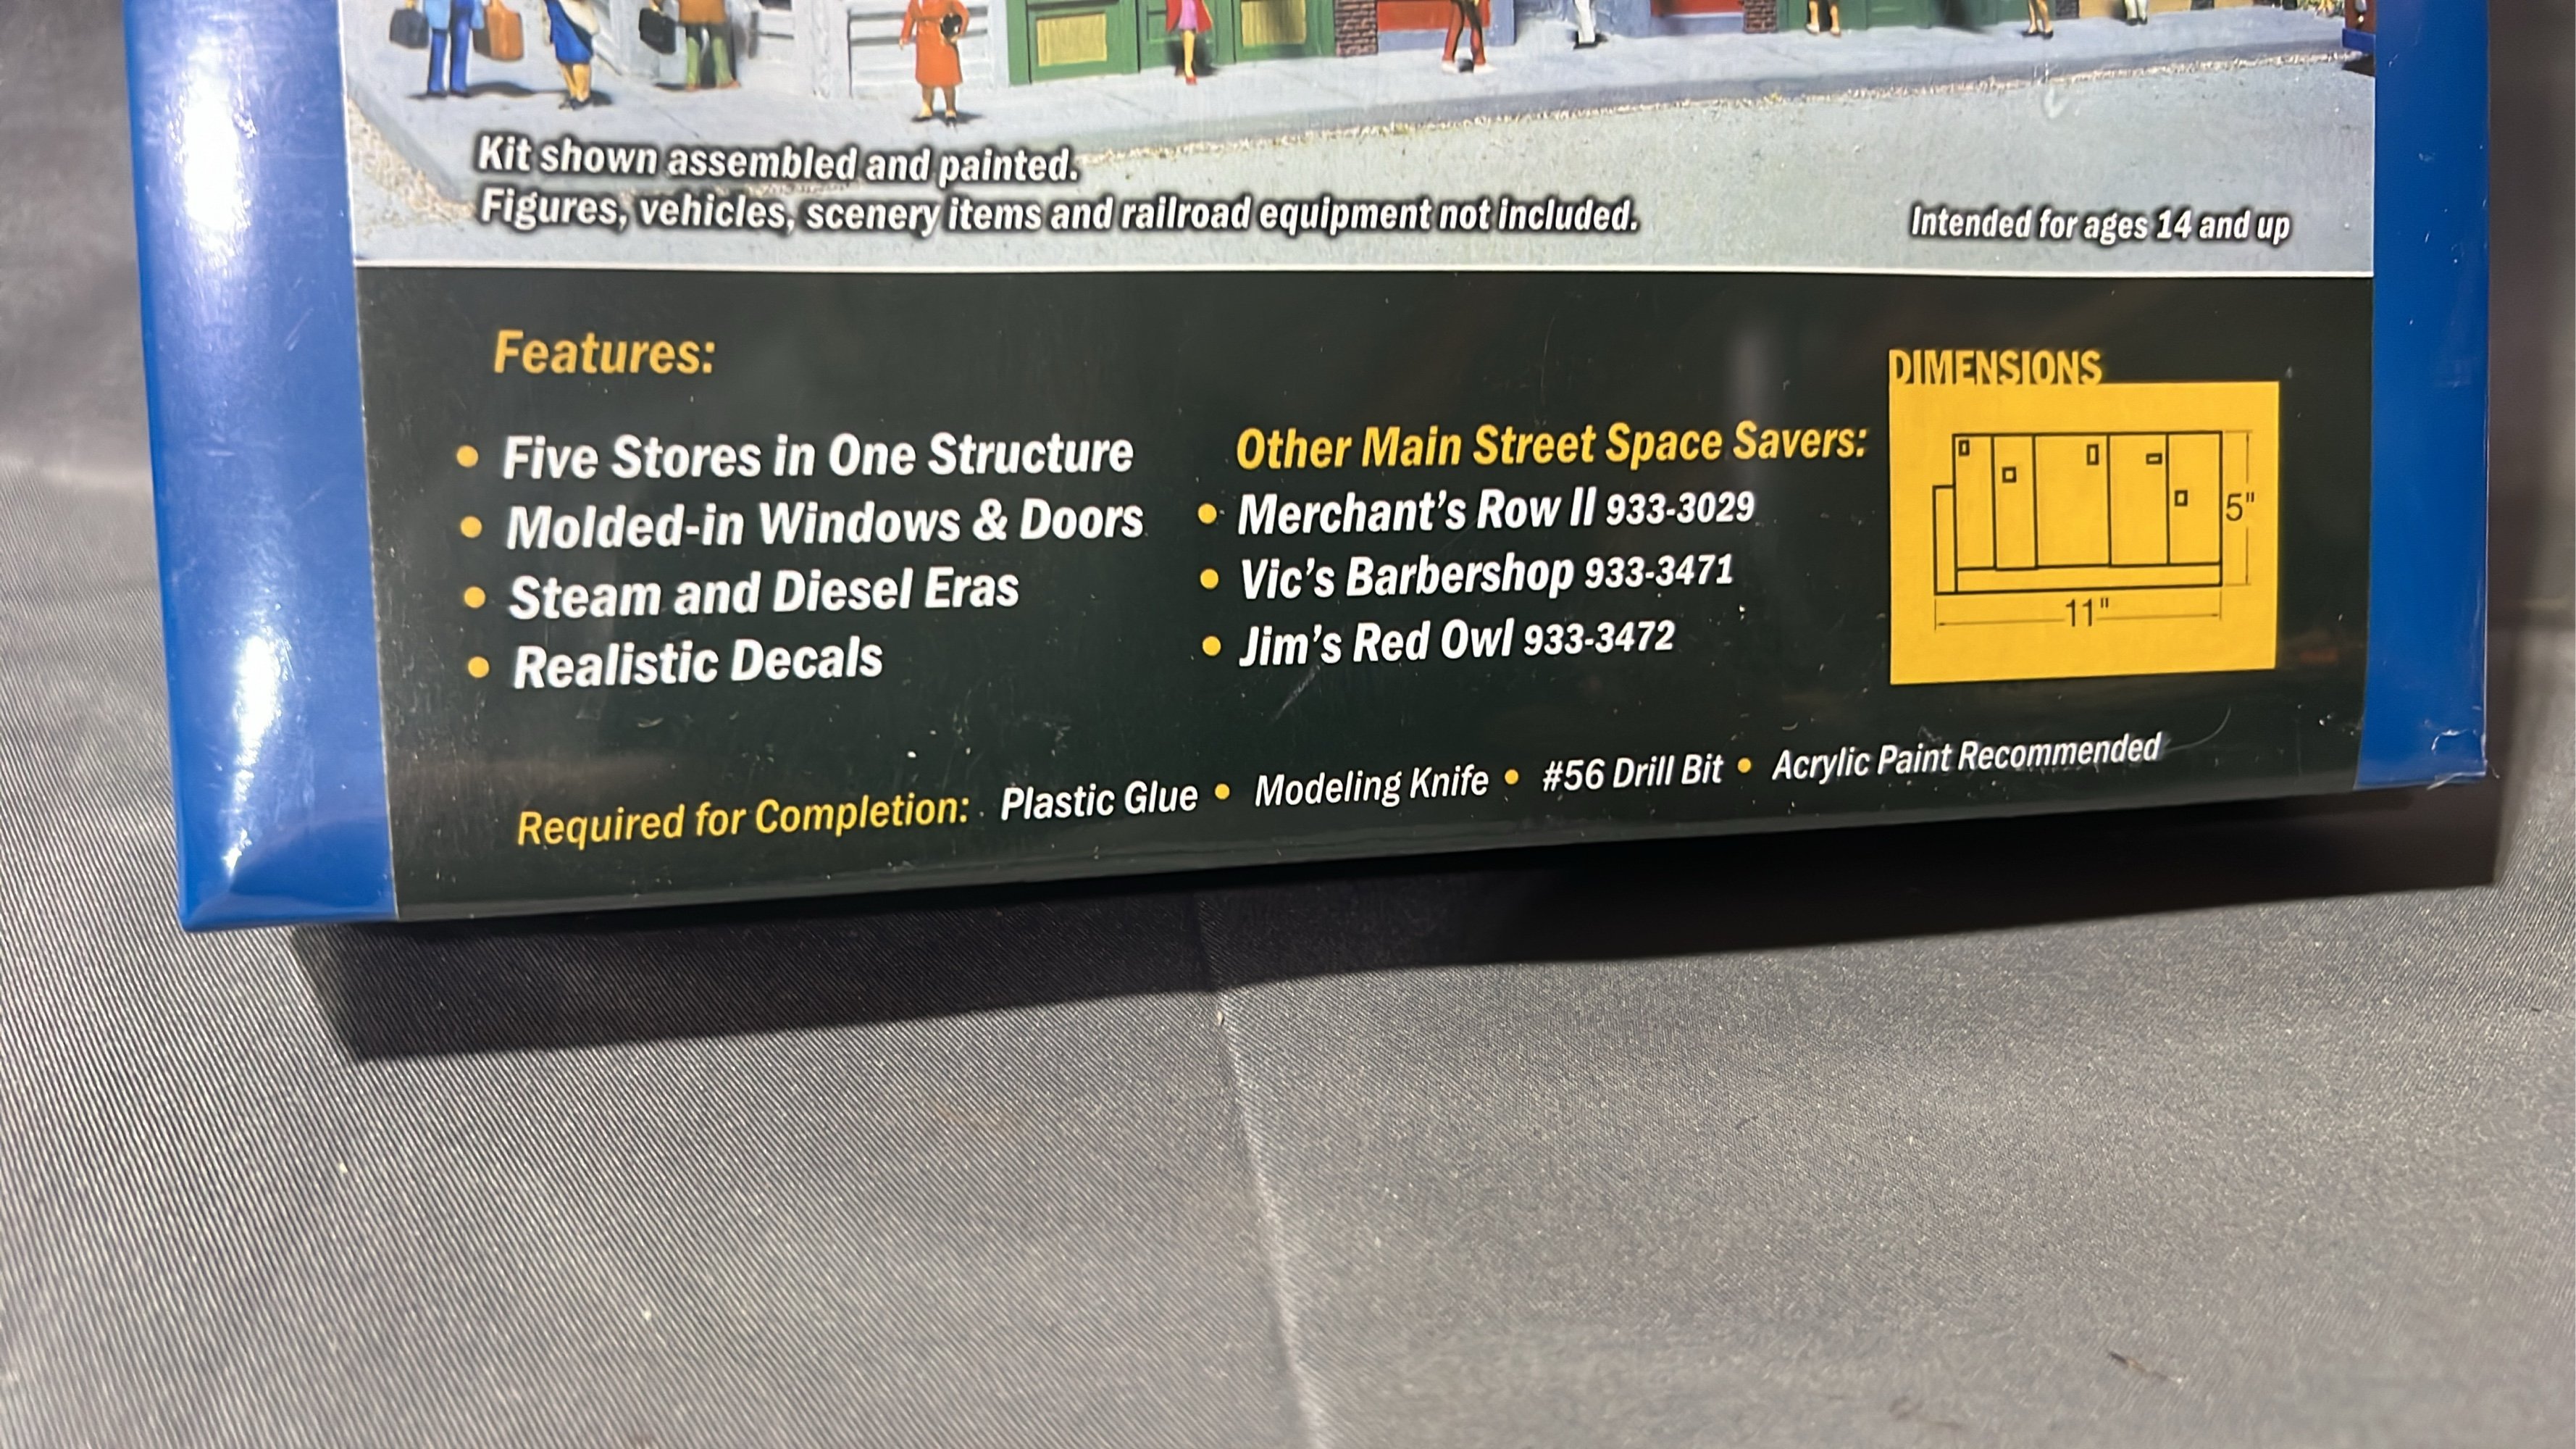 Kit shown assembled and painted.
Figures, vehicles, scenery items and railroad equipment not included.
Intended for ages 14 and up
Features:
• Five Stores in One Structure
• Molded-in Windows & Doors
• Steam and Diesel Eras
• Realistic Decals
Other Main Street Space Savers:
• Merchant's Row II 933-3029
• Vic's Barbershop 933-3471
• Jim's Red Owl 933-3472
DIMENSIONS
5"
11"
Required for Completion: Plastic Glue • Modeling Knife • #56 Drill Bit • Acrylic Paint Recommended